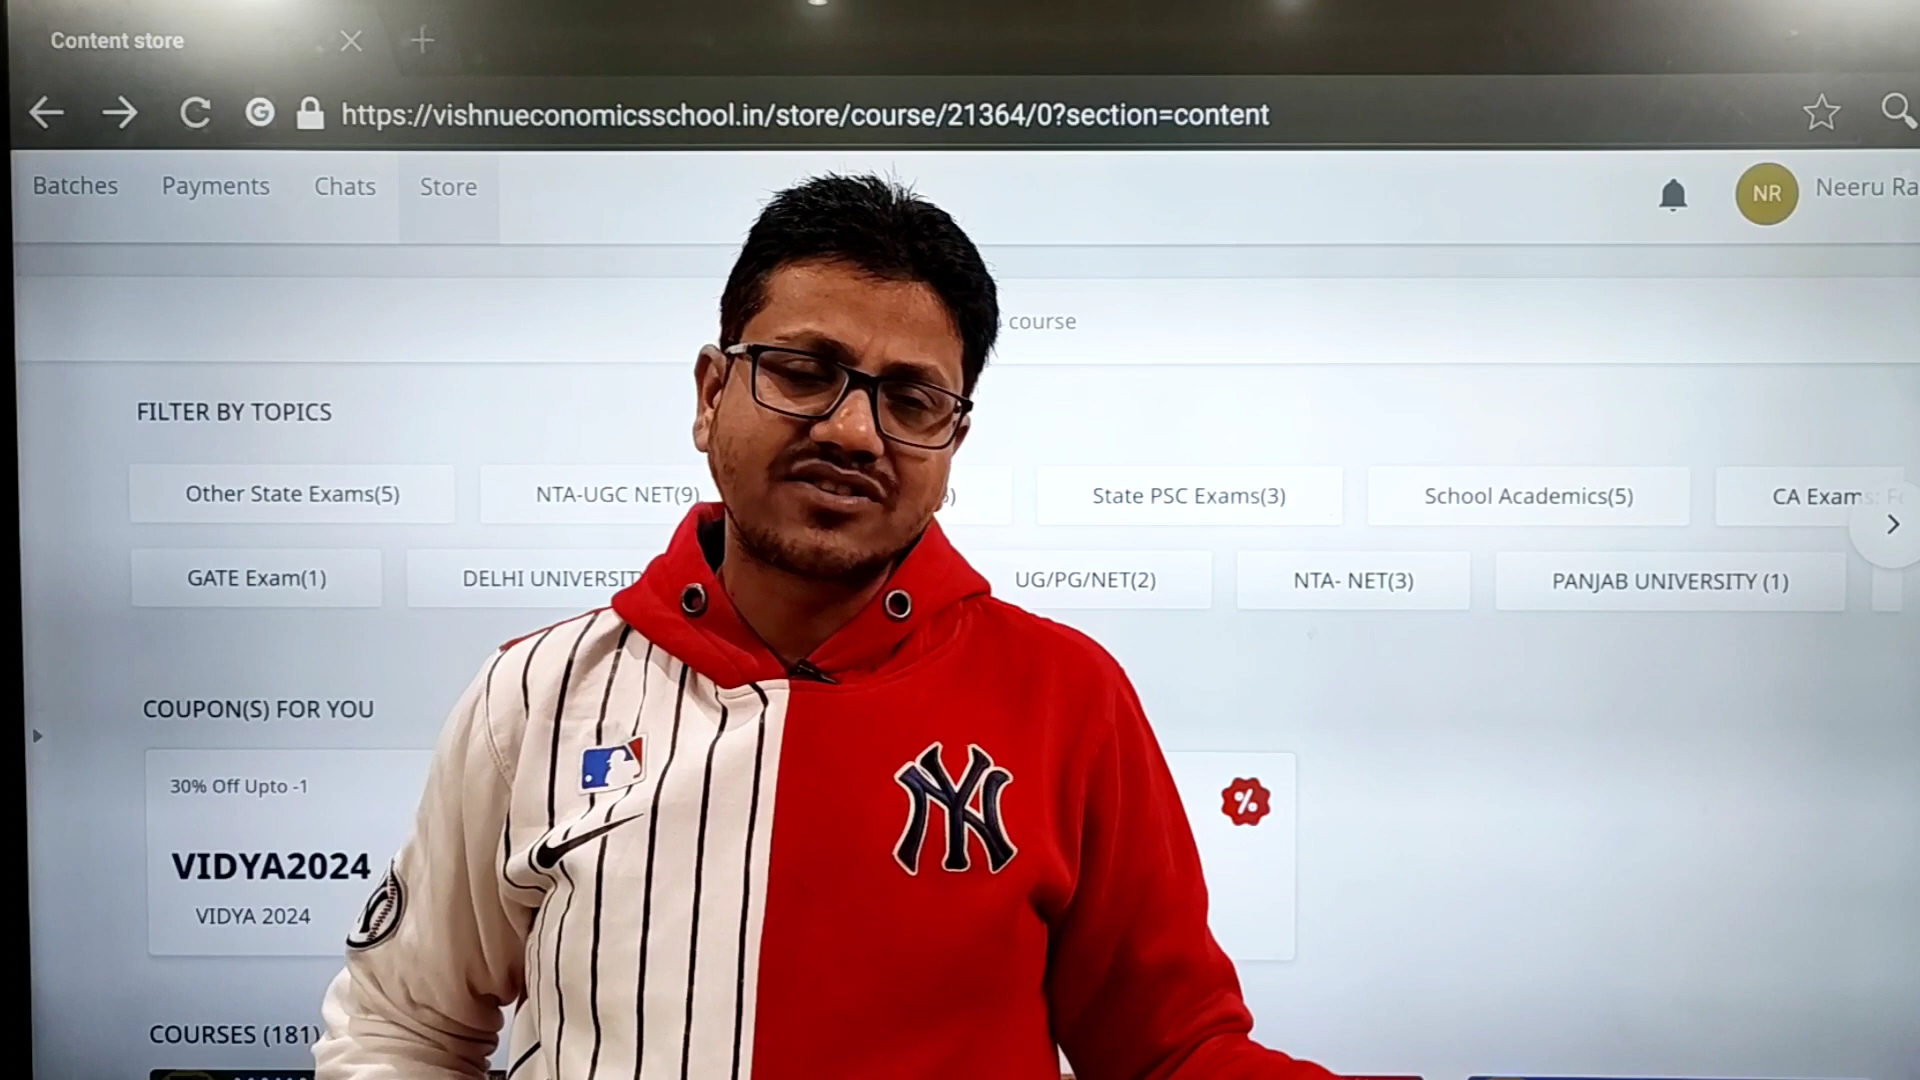 Content store
https://vishnueconomicsschool.in/store/course/21364/0?section=content
Batches Payments Chats Store NR Neeru Ra
course
FILTER BY TOPICS
Other State Exams(5) NTA-UGC NET(9) State PSC Exams(3) School Academics(5) CA Exams: F
GATE Exam(1) DELHI UNIVERSIT UG/PG/NET(2) NTA- NET(3) PANJAB UNIVERSITY (1)
COUPON(S) FOR YOU
30% Off Upto -1
VIDYA2024
VIDYA 2024
%
NY
COURSES (181)